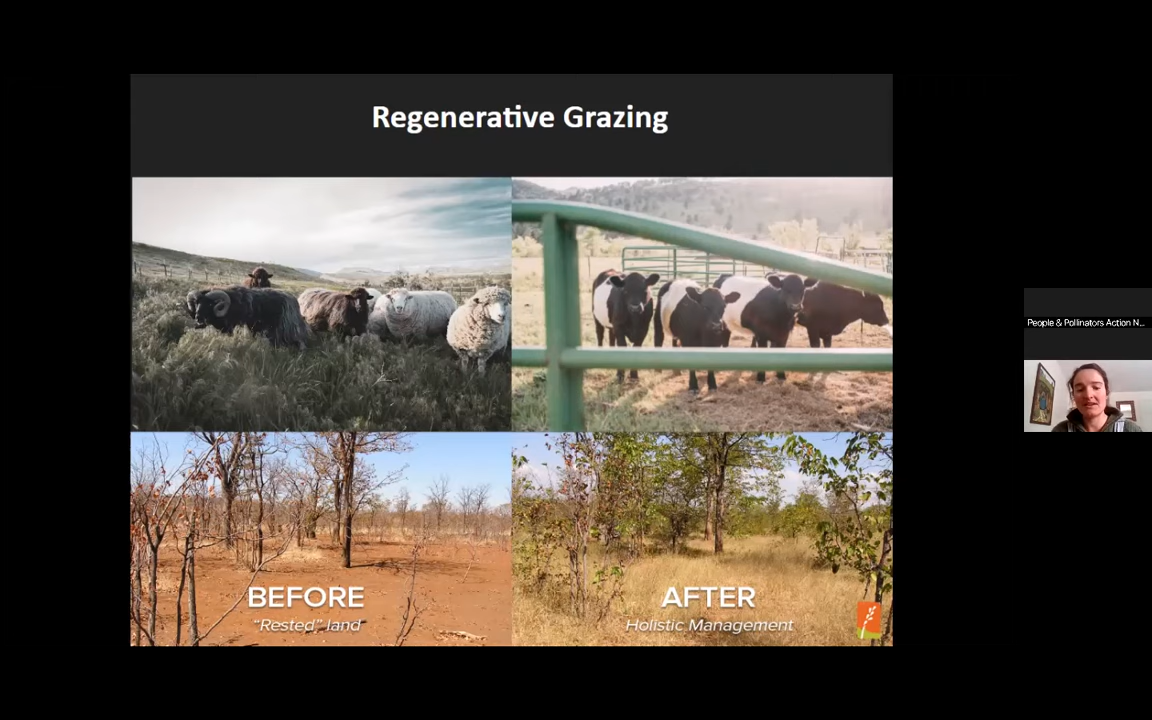 Regenerative Grazing
People & Pollinators Action N...
BEFORE
"Rested" land
AFTER
Holistic Management